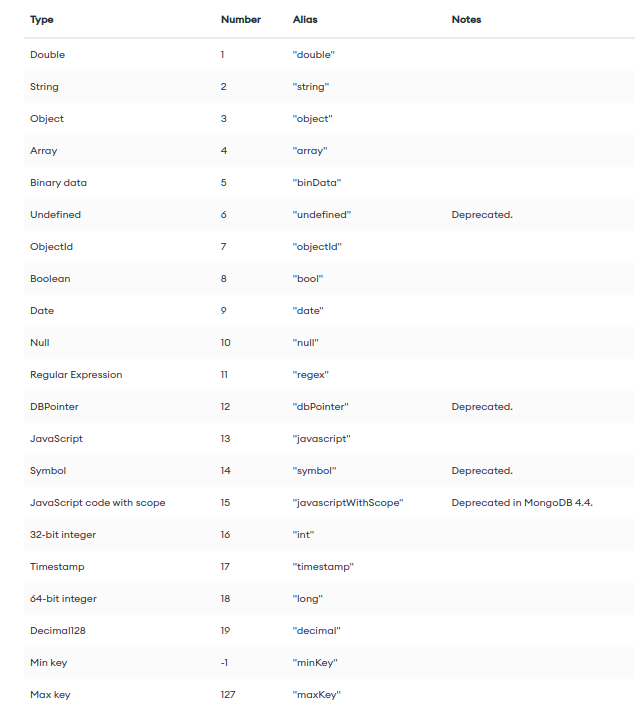 Type Number Alias Notes
Double 1 "double"
String 2 "string"
Object 3 "object"
Array 4 "array"
Binary data 5 "binData"
Undefined 6 "undefined" Deprecated.
ObjectId 7 "objectId"
Boolean 8 "bool"
Date 9 "date"
Null 10 "null"
Regular Expression 11 "regex"
DBPointer 12 "dbPointer" Deprecated.
JavaScript 13 "javascript"
Symbol 14 "symbol" Deprecated.
JavaScript code with scope 15 "javascriptWithScope" Deprecated in MongoDB 4.4.
32-bit integer 16 "int"
Timestamp 17 "timestamp"
64-bit integer 18 "long"
Decimal128 19 "decimal"
Min key -1 "minKey"
Max key 127 "maxKey"